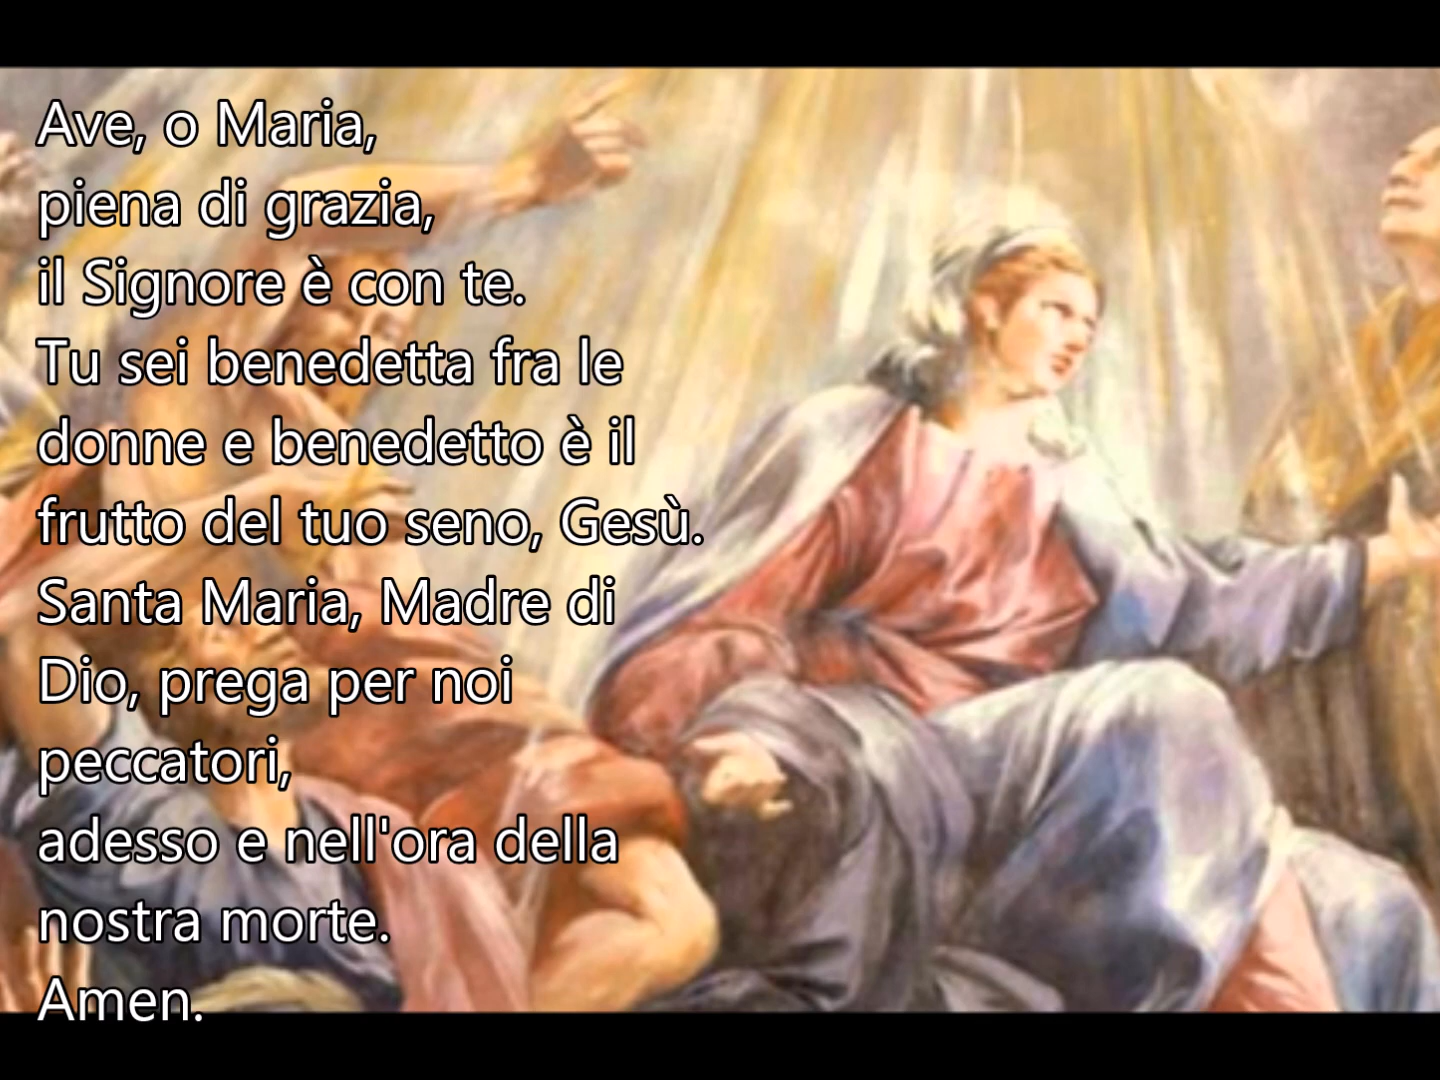 Ave, o Maria,
piena di grazia,
il Signore è con te.
Tu sei benedetta fra le
donne e benedetto è il
frutto del tuo seno, Gesù.
Santa Maria, Madre di
Dio, prega per noi
peccatori,
adesso e nell'ora della
nostra morte.
Amen.